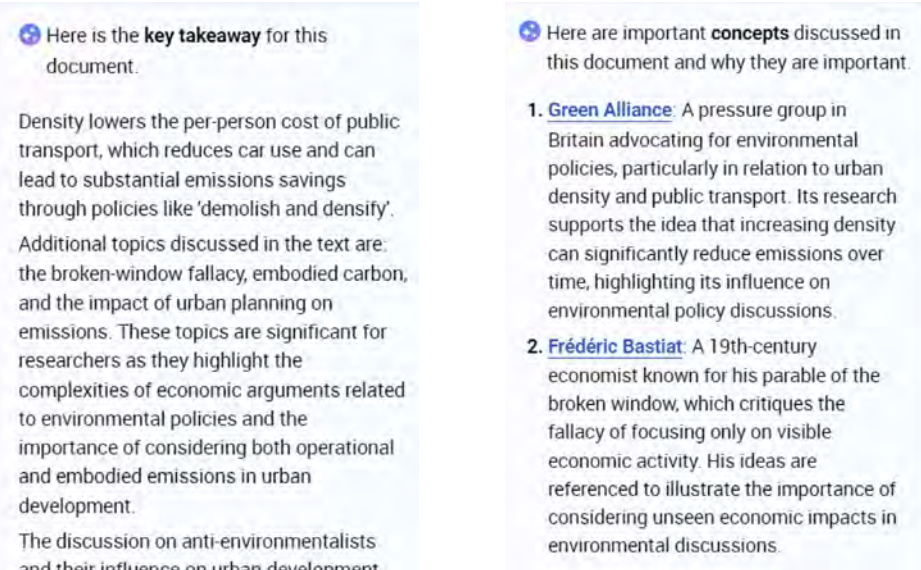 Here is the key takeaway for this
document.
Density lowers the per-person cost of public
transport, which reduces car use and can
lead to substantial emissions savings
through policies like 'demolish and densify'.
Additional topics discussed in the text are:
the broken-window fallacy, embodied carbon,
and the impact of urban planning on
emissions. These topics are significant for
researchers as they highlight the
complexities of economic arguments related
to environmental policies and the
importance of considering both operational
and embodied emissions in urban
development.
The discussion on anti-environmentalists
and their influence on urban development
Here are important concepts discussed in
this document and why they are important.
1. Green Alliance: A pressure group in
Britain advocating for environmental
policies, particularly in relation to urban
density and public transport. Its research
supports the idea that increasing density
can significantly reduce emissions over
time, highlighting its influence on
environmental policy discussions.
2. Frédéric Bastiat: A 19th-century
economist known for his parable of the
broken window, which critiques the
fallacy of focusing only on visible
economic activity. His ideas are
referenced to illustrate the importance of
considering unseen economic impacts in
environmental discussions.